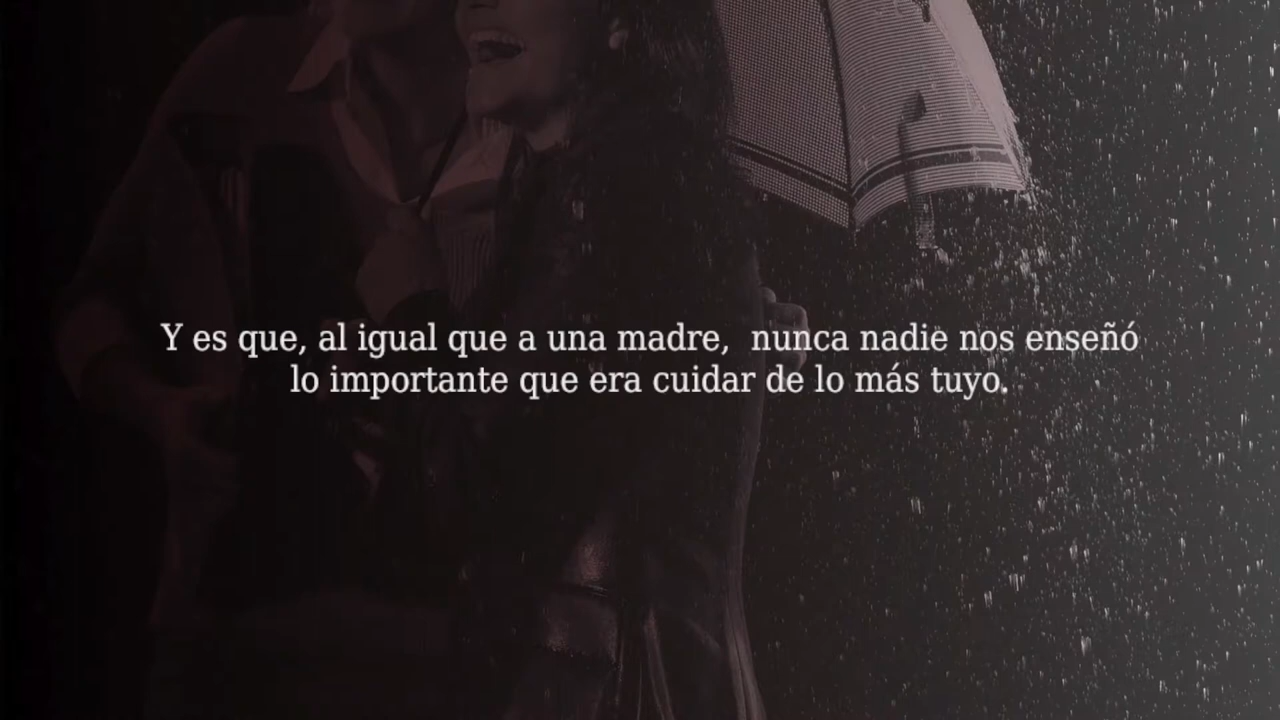 Y es que, al igual que a una madre, nunca nadie nos enseñó
lo importante que era cuidar de lo más tuyo.